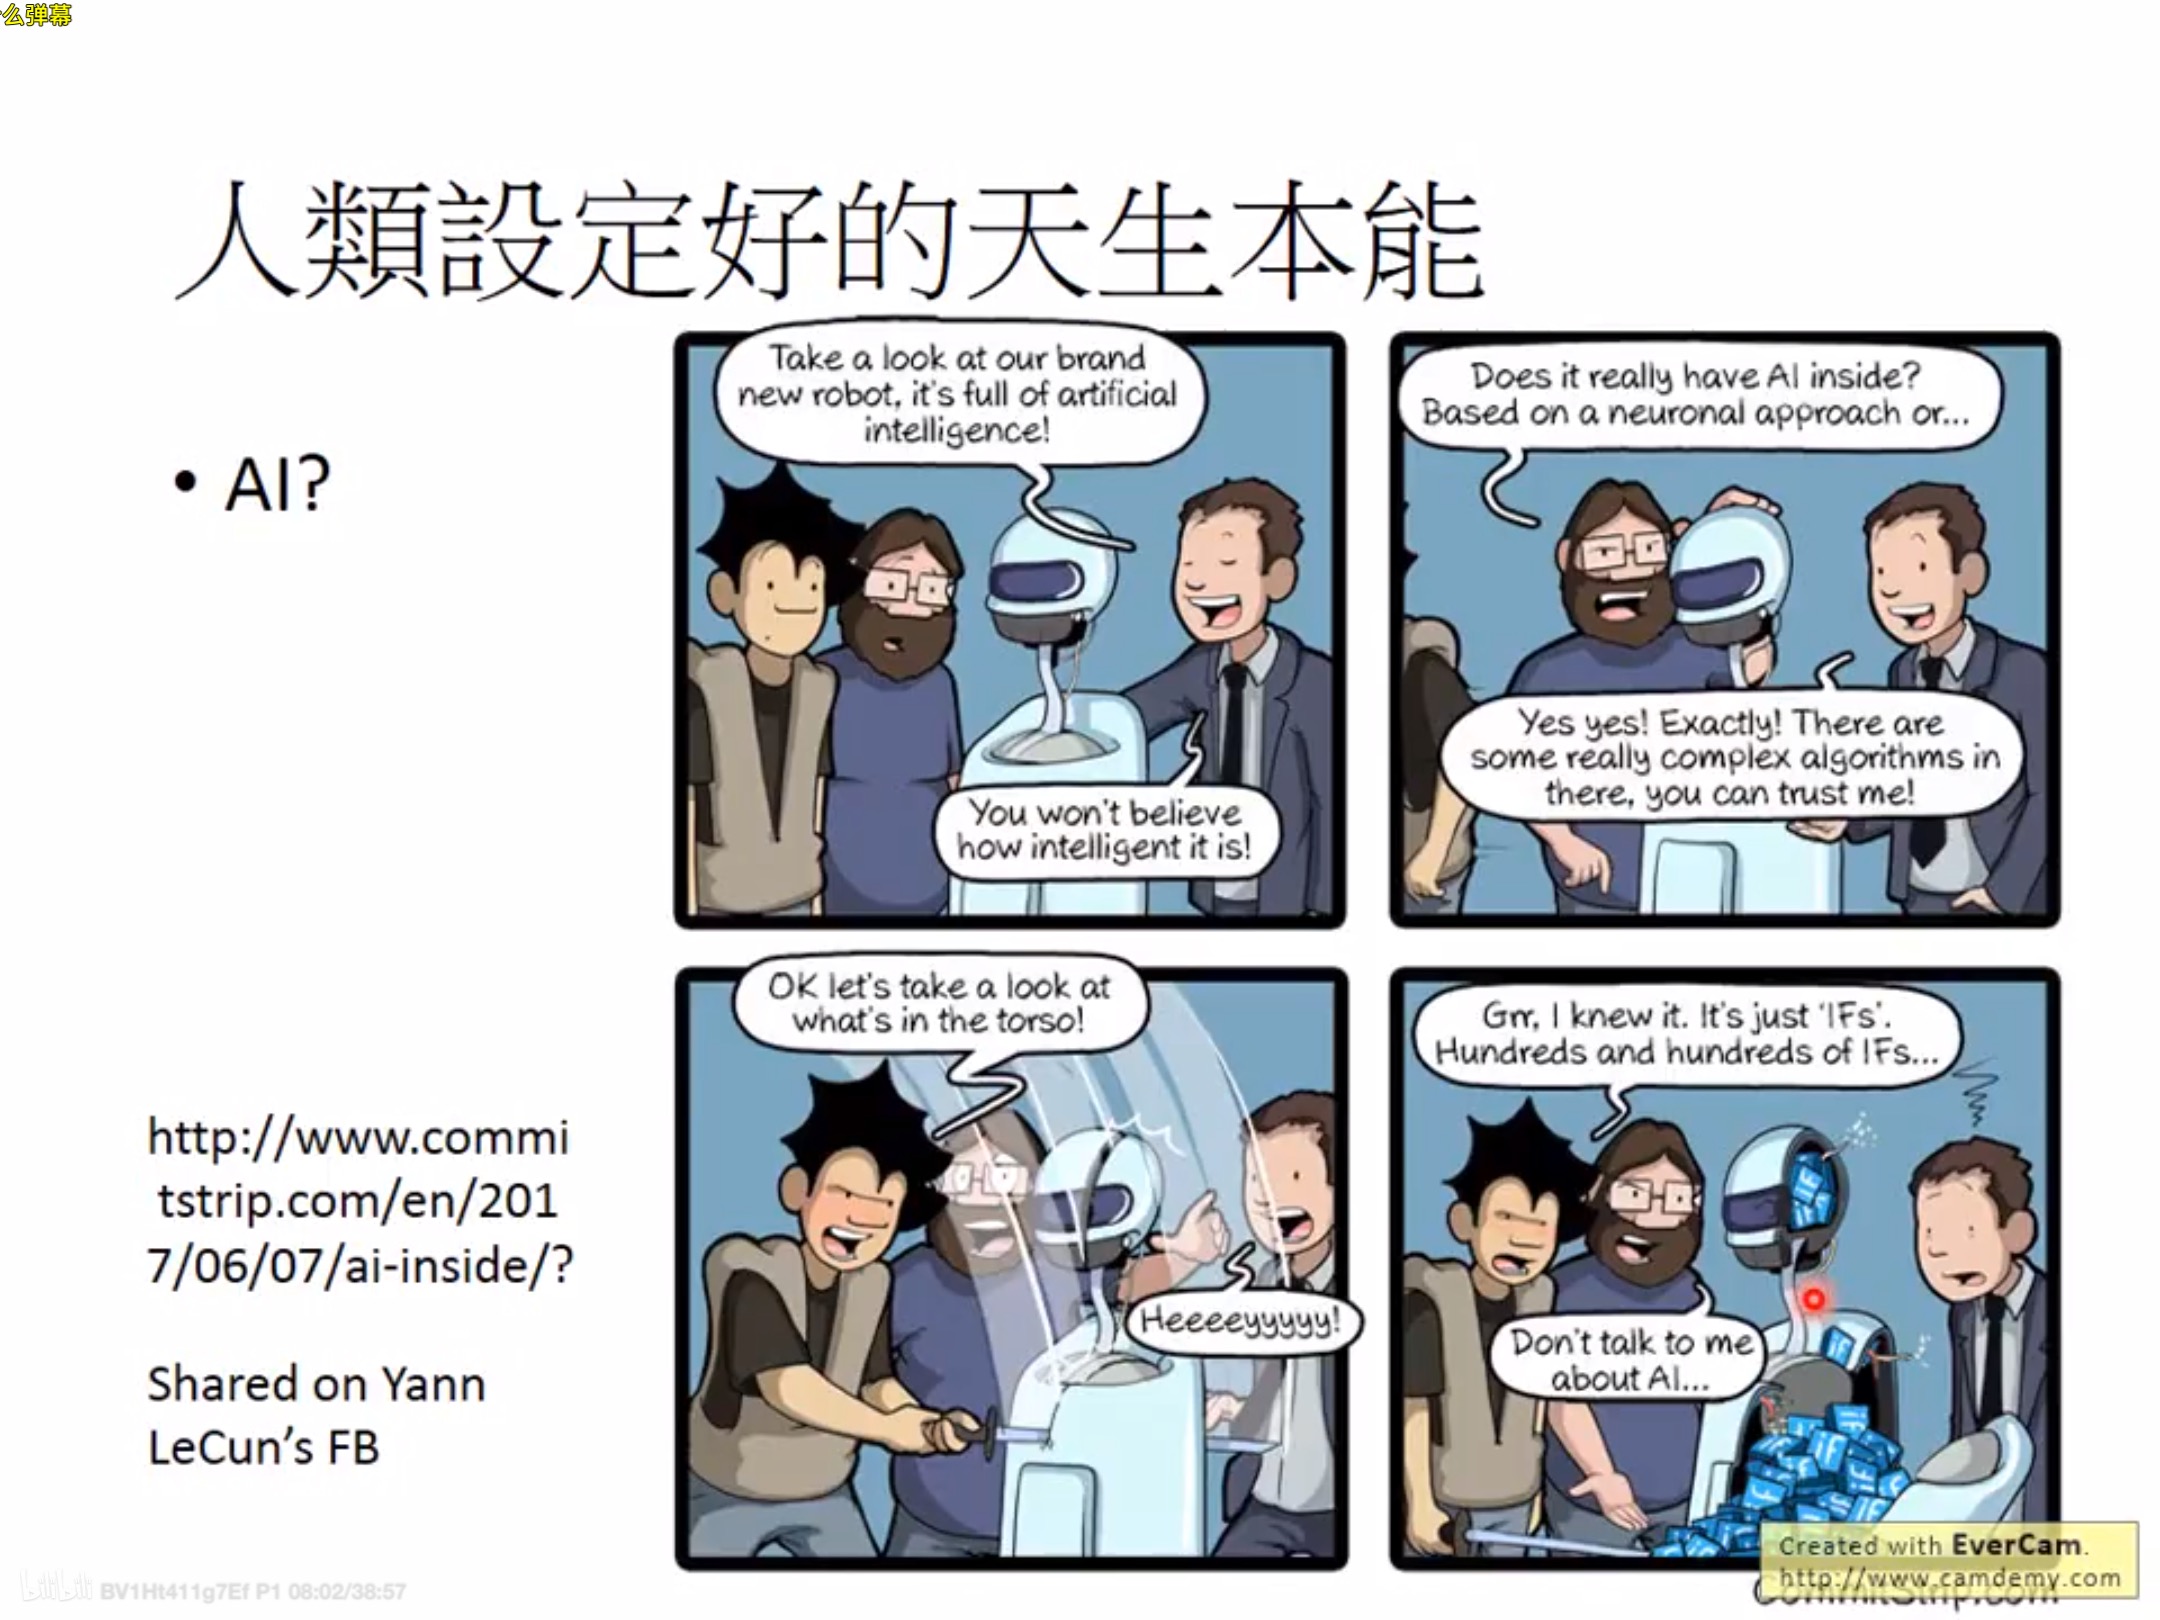 么弹幕
人類設定好的天生本能
• AI?
Take a look at our brand
new robot, it's full of artificial
intelligence!
You won't believe
how intelligent it is!
Does it really have AI inside?
Based on a neuronal approach or...
Yes yes! Exactly! There are
some really complex algorithms in
there, you can trust me!
OK let's take a look at
what's in the torso!
Heeeeyyyyy!
Grr, I knew it. It's just 'IFs'.
Hundreds and hundreds of IFs...
Don't talk to me
about AI...
http://www.commi
tstrip.com/en/201
7/06/07/ai-inside/?
Shared on Yann
LeCun's FB
Created with EverCam.
http://www.camdemy.com
CommitStrip.com
bilibili BV1Ht411g7Ef P1 08:02/38:57